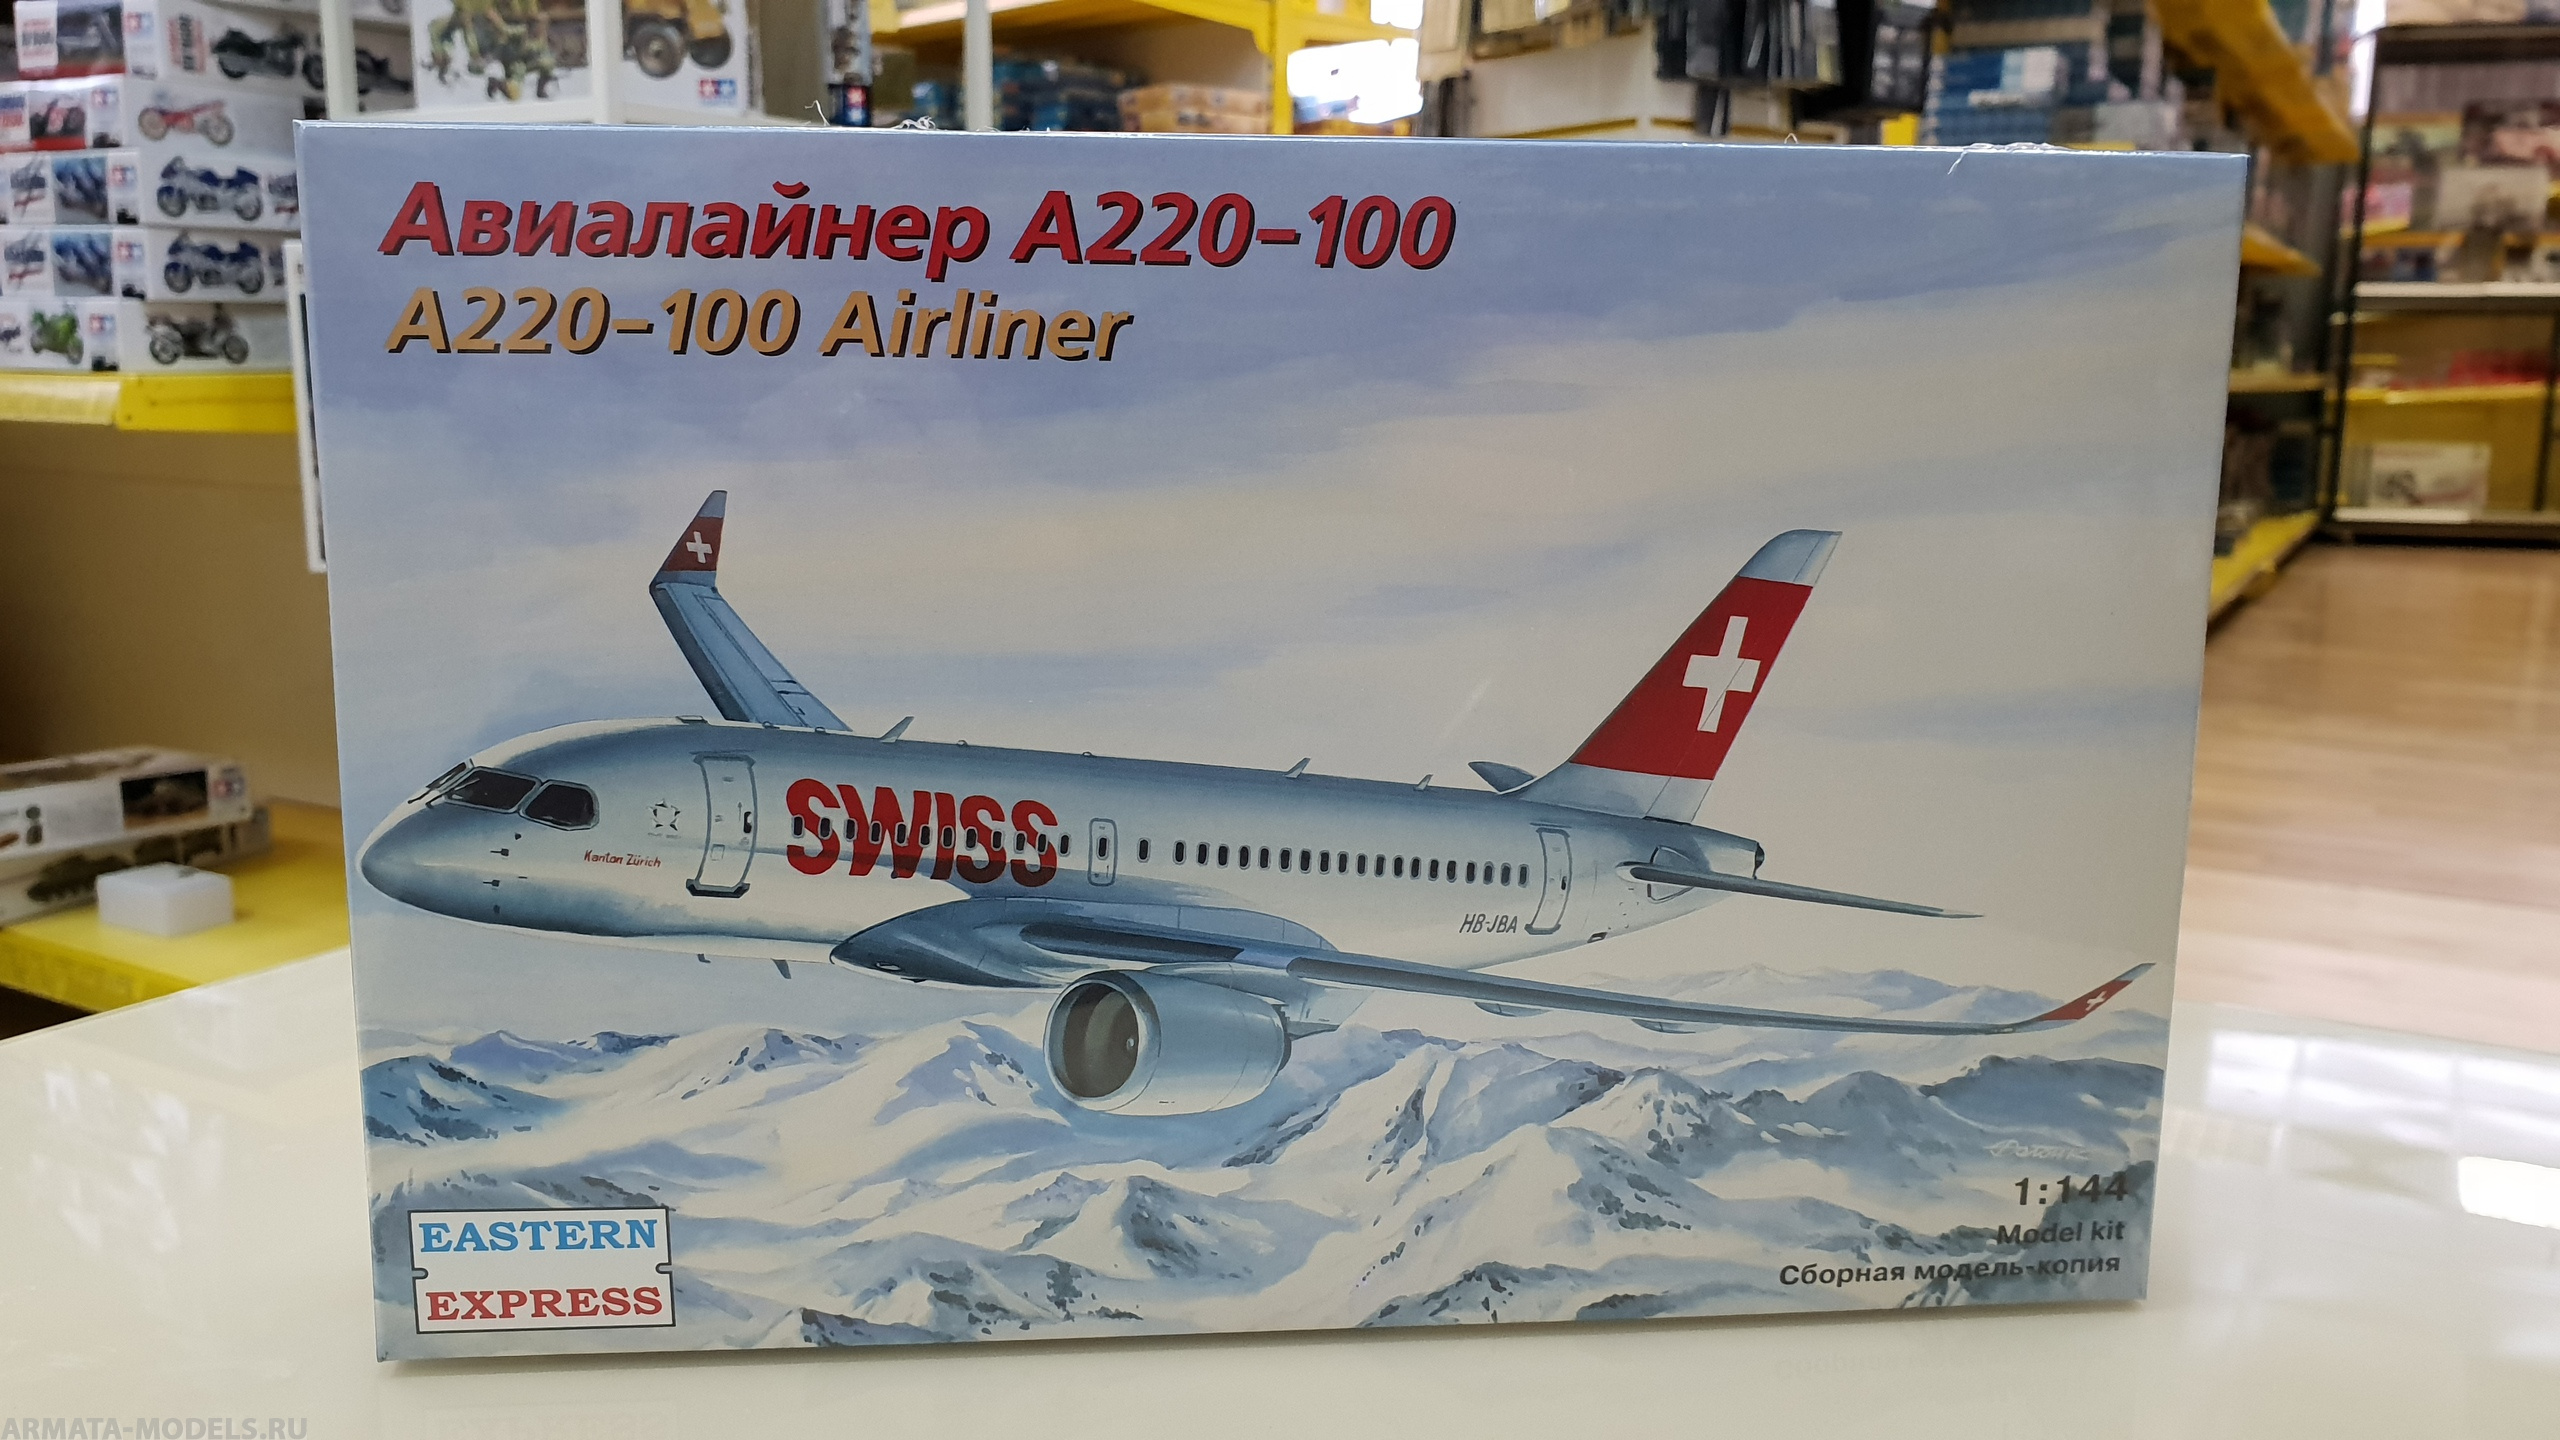 Авиалайнер А220-100
A220-100 Airliner
SWISS
Kanton Zürich
HB-JBA
1:144
Model kit
Сборная модель-копия
EASTERN
EXPRESS
ARMATA-MODELS.RU